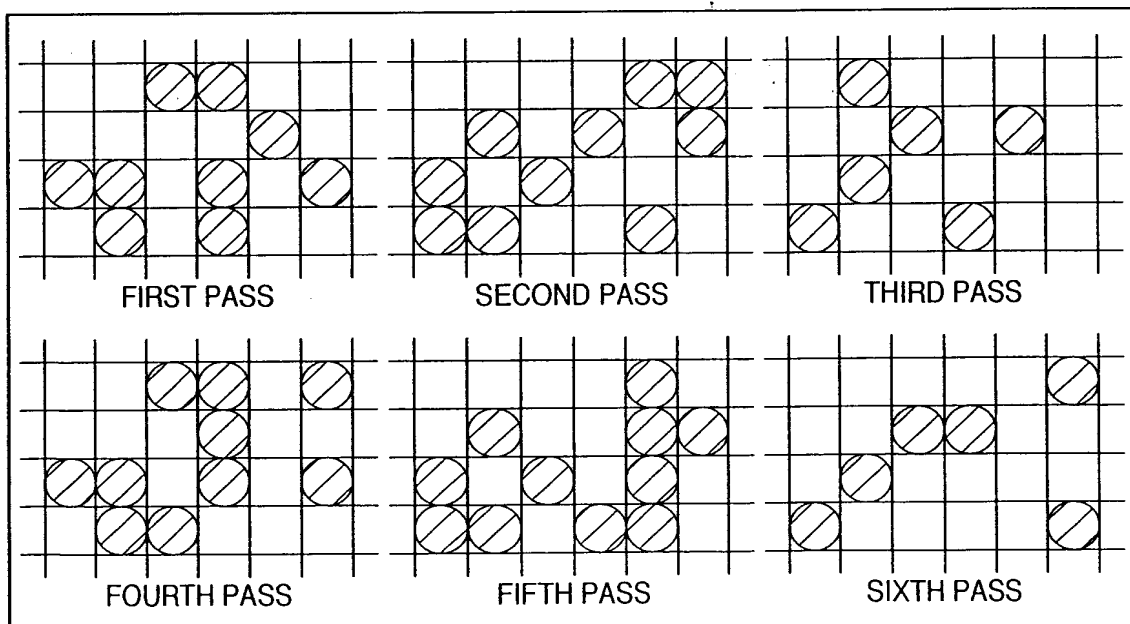 FIRST PASS
SECOND PASS
THIRD PASS
FOURTH PASS
FIFTH PASS
SIXTH PASS